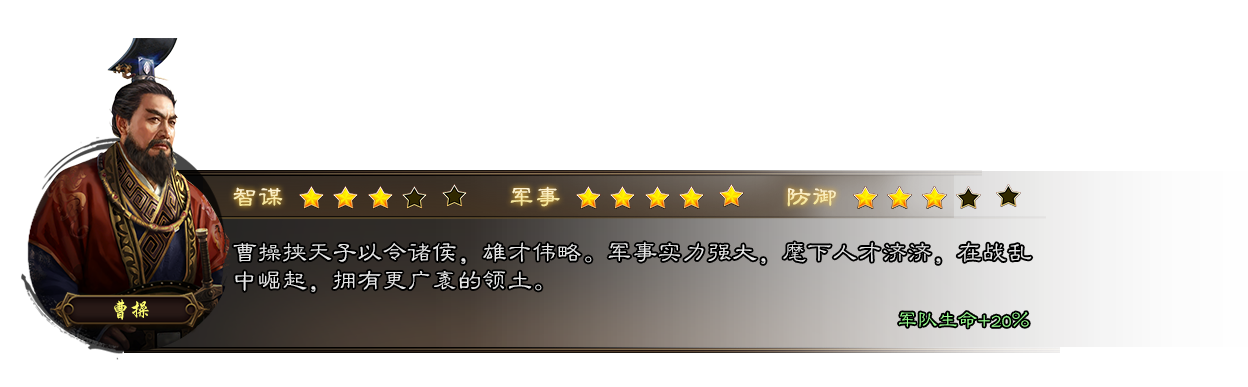 智谋 军事 防御
曹操挟天子以令诸侯，雄才伟略。军事实力强大，麾下人才济济，在战乱
中崛起，拥有更广袤的领土。
曹操
军队生命+20%